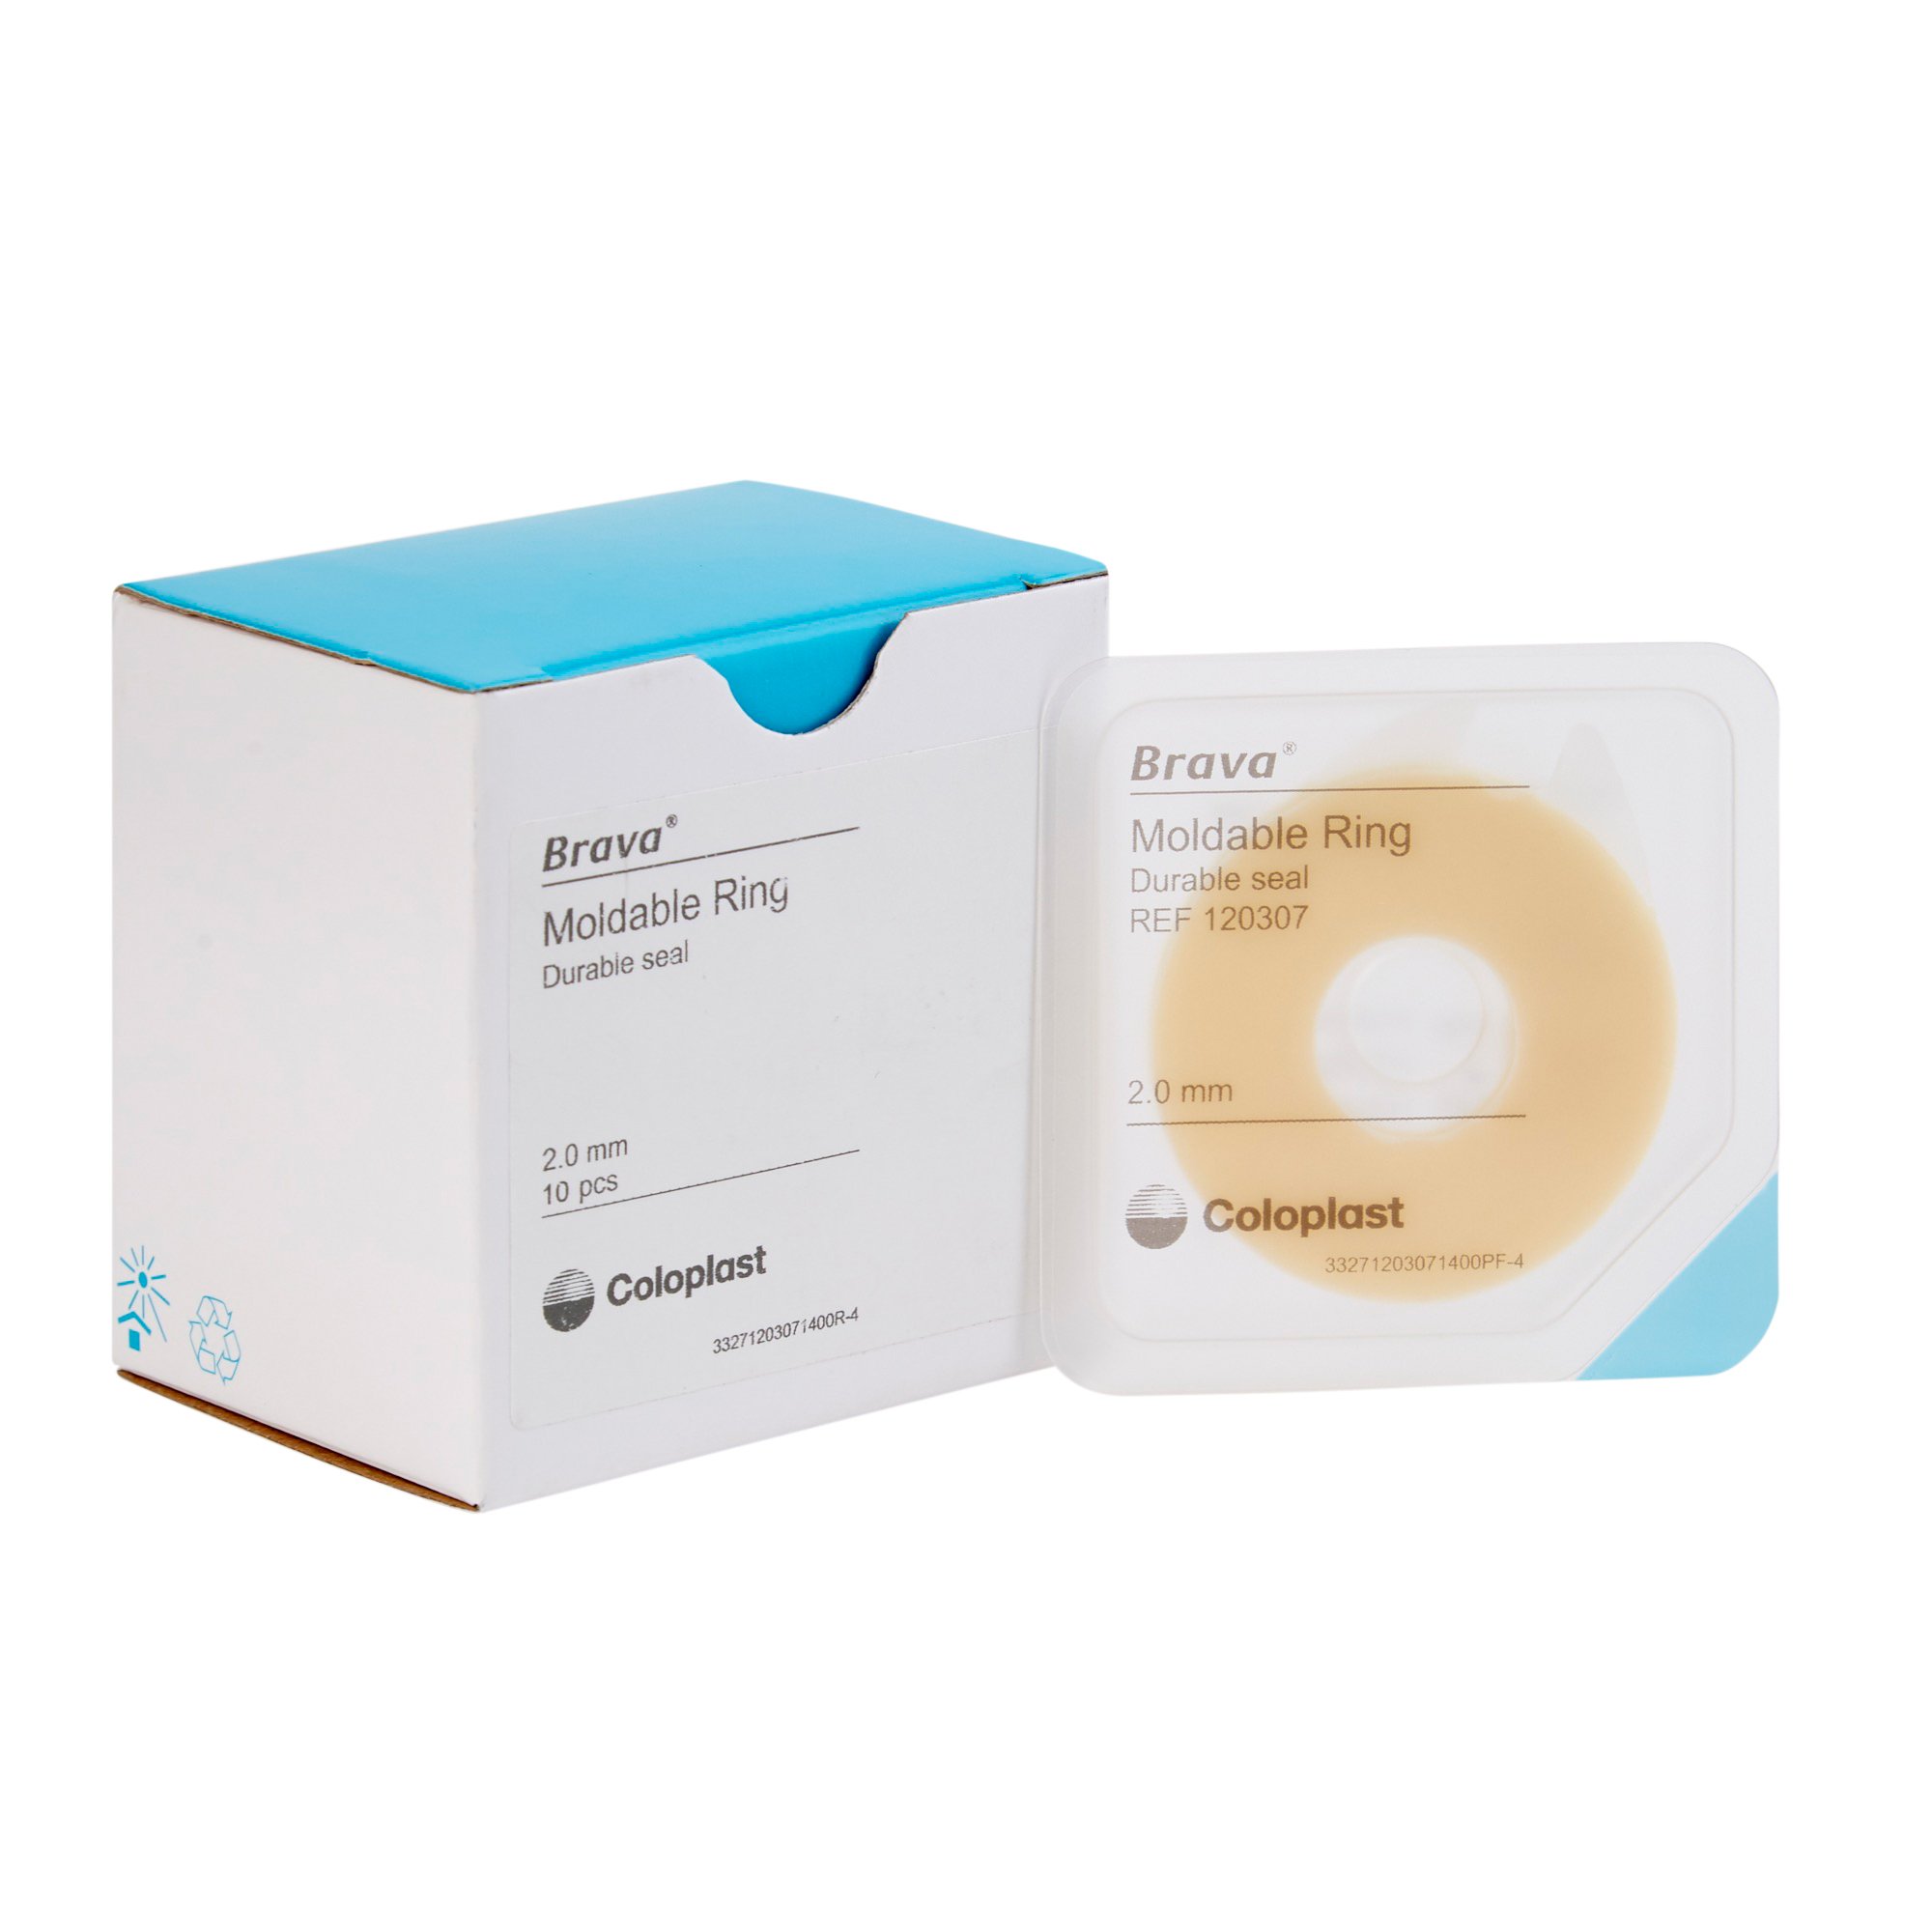 Brava®
Moldable Ring
Durable seal
2.0 mm
10 pcs
Coloplast
33271203071400R-4
Brava®
Moldable Ring
Durable seal
REF 120307
2.0 mm
Coloplast
33271203071400PF-4